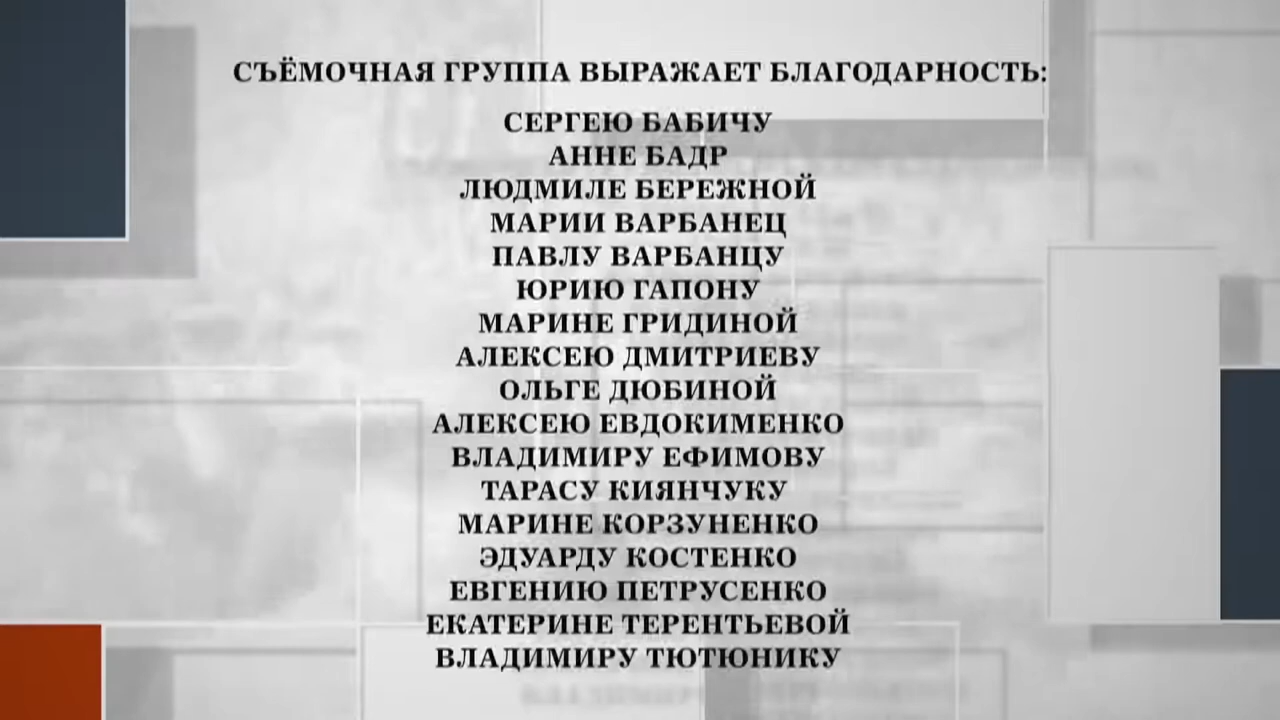 СЪЁМОЧНАЯ ГРУППА ВЫРАЖАЕТ БЛАГОДАРНОСТЬ:
СЕРГЕЮ БАБИЧУ
АННЕ БАДР
ЛЮДМИЛЕ БЕРЕЖНОЙ
МАРИИ ВАРБАНЕЦ
ПАВЛУ ВАРБАНЦУ
ЮРИЮ ГАПОНУ
МАРИНЕ ГРИДИНОЙ
АЛЕКСЕЮ ДМИТРИЕВУ
ОЛЬГЕ ДЮБИНОЙ
АЛЕКСЕЮ ЕВДОКИМЕНКО
ВЛАДИМИРУ ЕФИМОВУ
ТАРАСУ КИЯНЧУКУ
МАРИНЕ КОРЗУНЕНКО
ЭДУАРДУ КОСТЕНКО
ЕВГЕНИЮ ПЕТРУСЕНКО
ЕКАТЕРИНЕ ТЕРЕНТЬЕВОЙ
ВЛАДИМИРУ ТЮТЮНИКУ